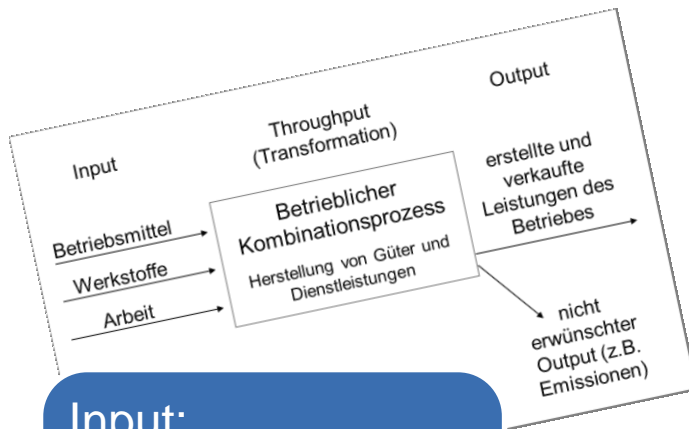 Input
Throughput
(Transformation)
Output
Betriebsmittel
Werkstoffe
Arbeit
Betrieblicher
Kombinationsprozess
Herstellung von Güter und
Dienstleistungen
erstellte und
verkaufte
Leistungen des
Betriebes
nicht
erwünschter
Output (z.B.
Emissionen)
Input: